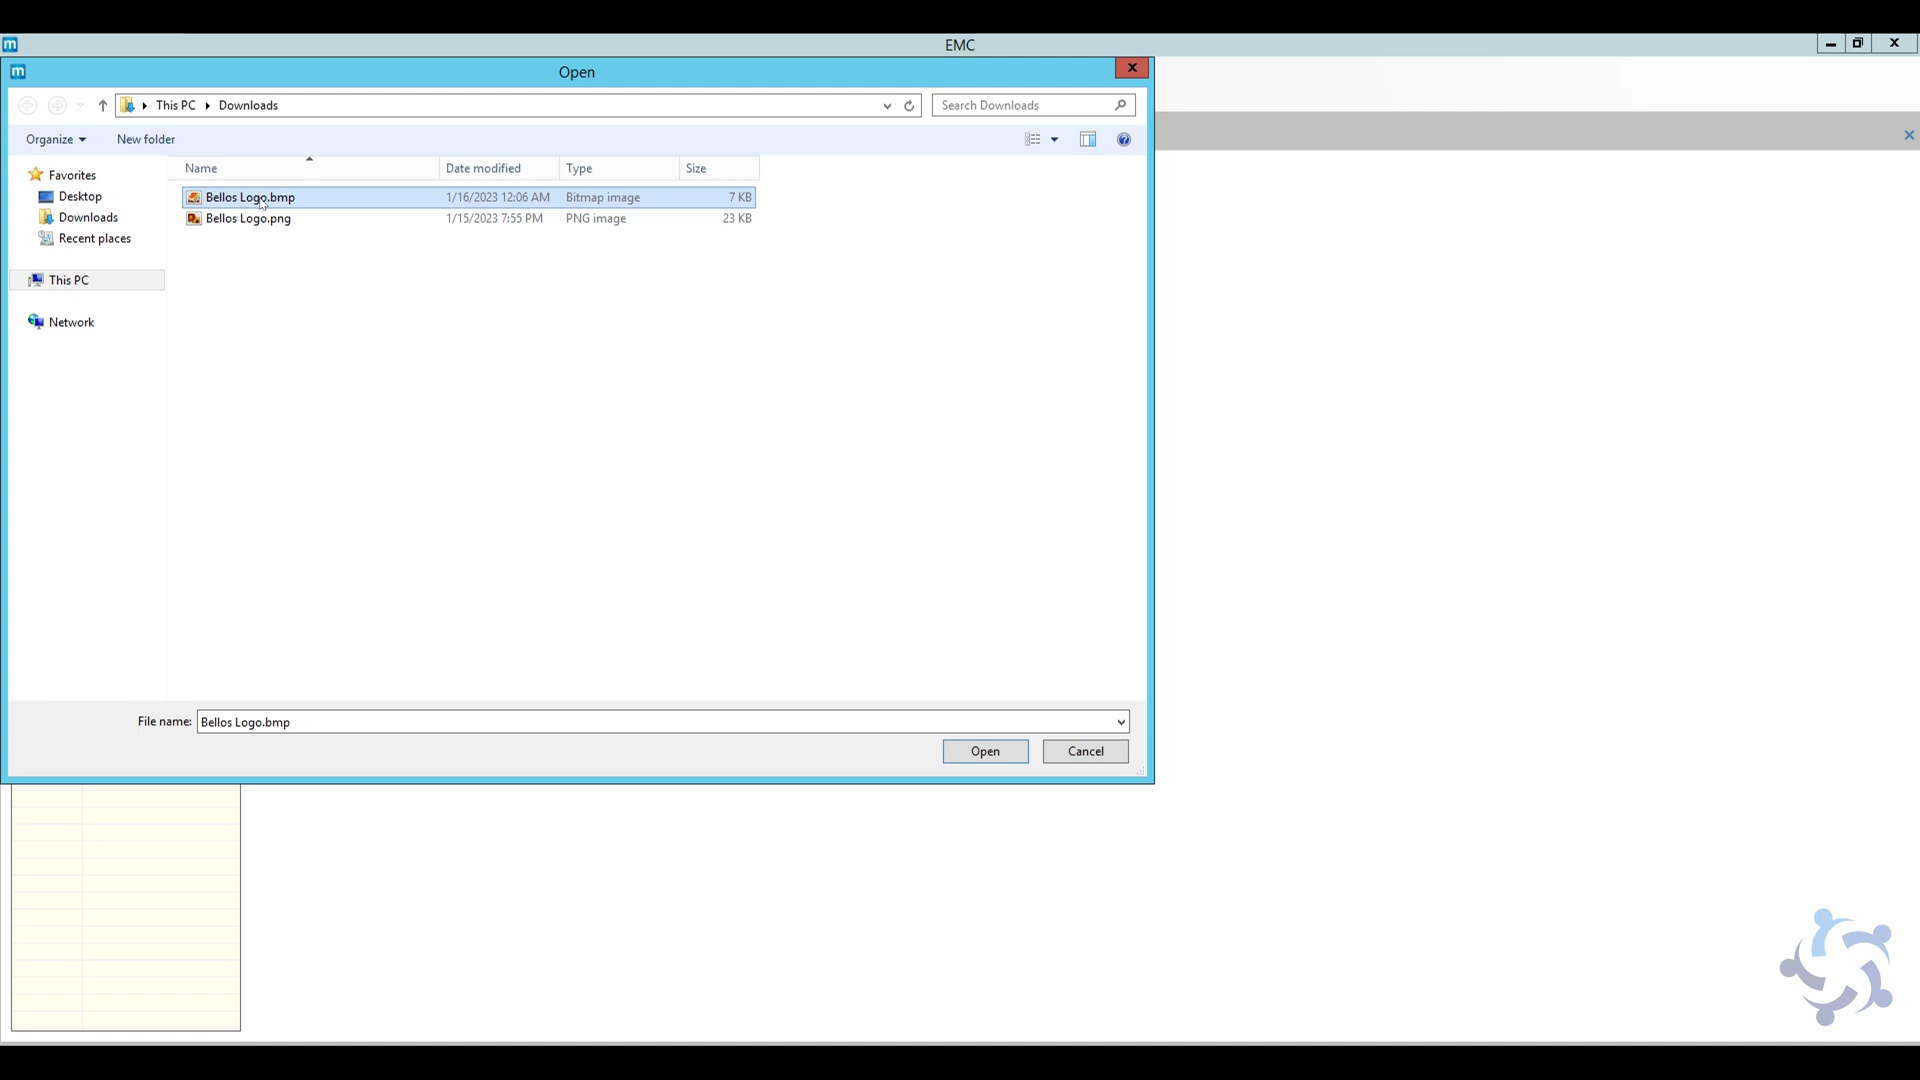 m
EMC
m
Open
This PC
Downloads
Search Downloads
Organize
New folder
Name
Date modified
Type
Size
Favorites
Bellos Logo.bmp
1/16/2023 12:06 AM
Bitmap image
7 KB
Desktop
Bellos Logo.png
1/15/2023 7:55 PM
PNG image
23 KB
Downloads
Recent places
This PC
Network
File name:
Bellos Logo.bmp
Open
Cancel